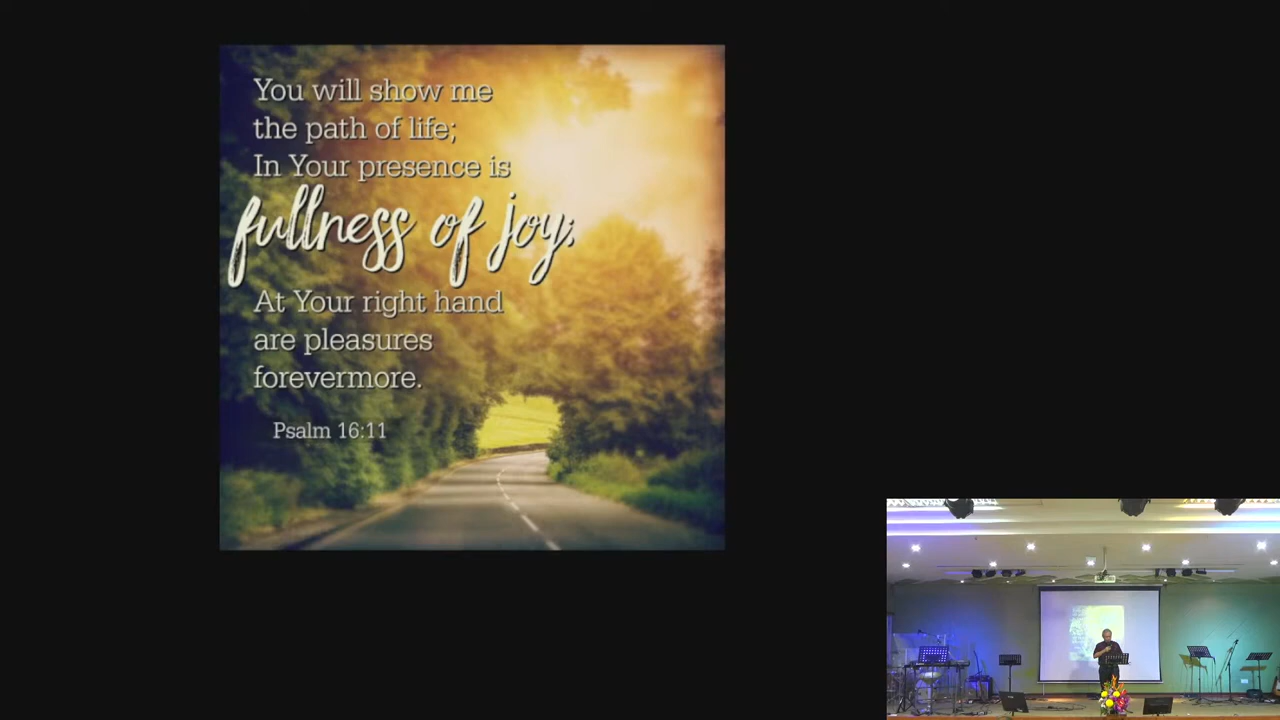 You will show me
the path of life;
In Your presence is
fullness of joy;
At Your right hand
are pleasures
forevermore.
Psalm 16:11